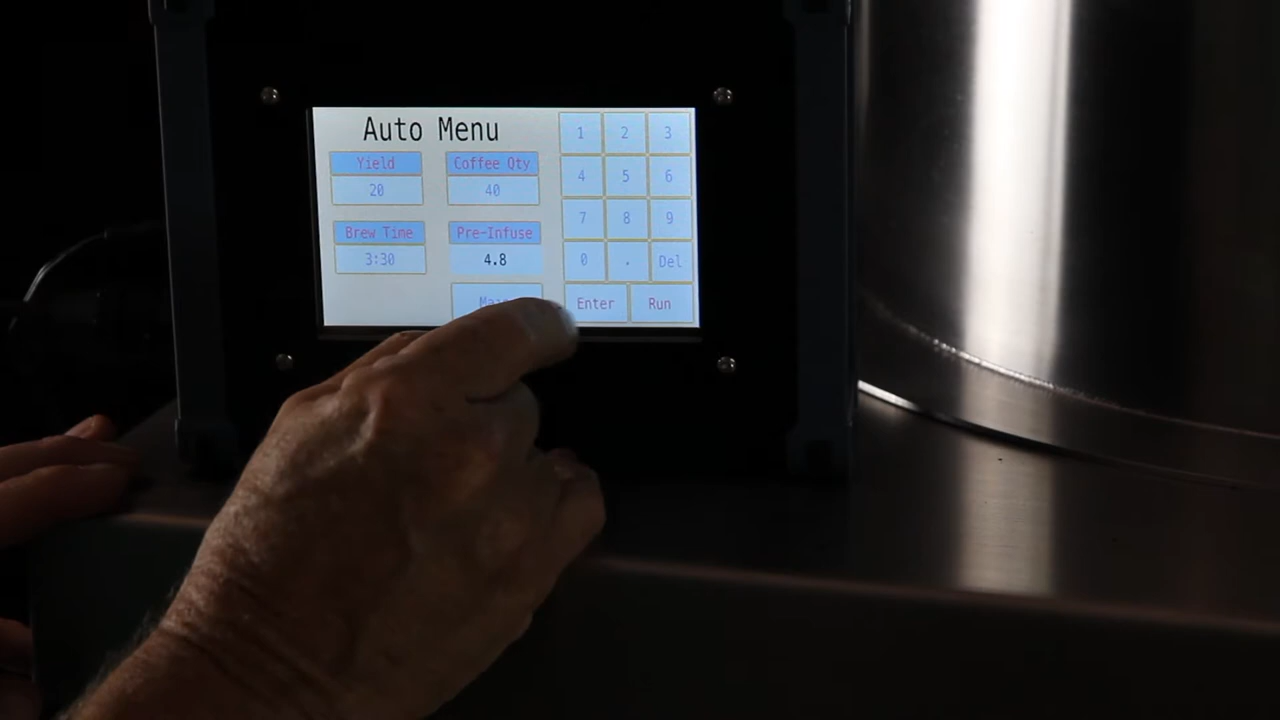 Auto Menu
Yield
Coffee Qty
20
40
Brew Time
Pre-Infuse
3:30
4.8
1 2 3
4 5 6
7 8 9
0 . Del
Enter Run